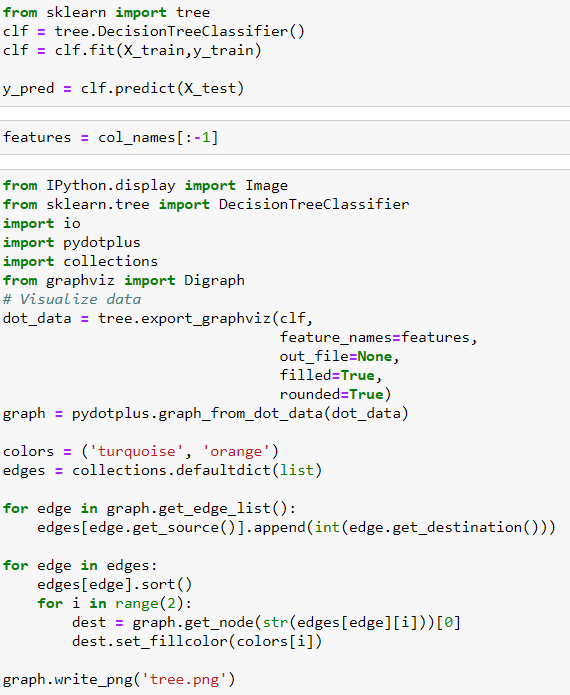 from sklearn import tree
clf = tree.DecisionTreeClassifier()
clf = clf.fit(X_train,y_train)

y_pred = clf.predict(X_test)

features = col_names[:-1]

from IPython.display import Image
from sklearn.tree import DecisionTreeClassifier
import io
import pydotplus
import collections
from graphviz import Digraph
# Visualize data
dot_data = tree.export_graphviz(clf,
                                feature_names=features,
                                out_file=None,
                                filled=True,
                                rounded=True)
graph = pydotplus.graph_from_dot_data(dot_data)

colors = ('turquoise', 'orange')
edges = collections.defaultdict(list)

for edge in graph.get_edge_list():
    edges[edge.get_source()].append(int(edge.get_destination()))

for edge in edges:
    edges[edge].sort()
    for i in range(2):
        dest = graph.get_node(str(edges[edge][i]))[0]
        dest.set_fillcolor(colors[i])

graph.write_png('tree.png')